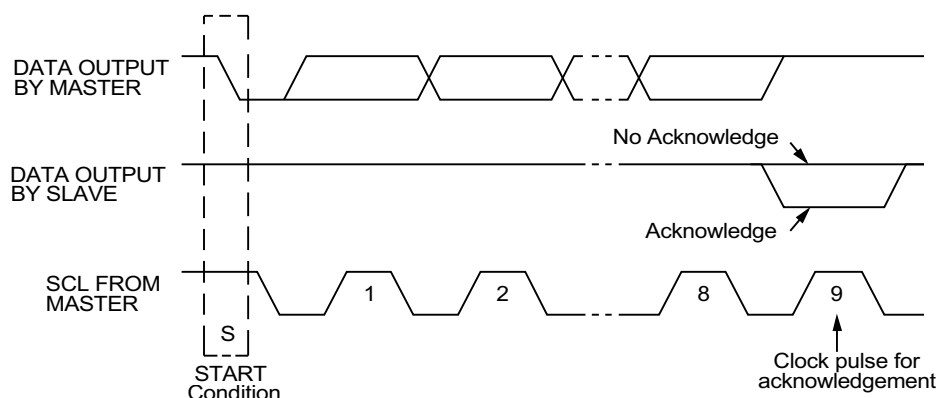 DATA OUTPUT
BY MASTER
No Acknowledge
DATA OUTPUT
BY SLAVE
Acknowledge
SCL FROM
MASTER
1
2
8
9
S
START
Condition
Clock pulse for
acknowledgement